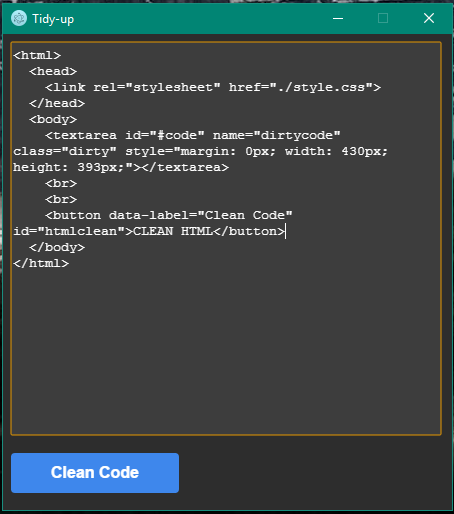 Tidy-up
<html>
  <head>
    <link rel="stylesheet" href="./style.css">
  </head>
  <body>
    <textarea id="#code" name="dirtycode"
class="dirty" style="margin: 0px; width: 430px;
height: 393px;"></textarea>
    <br>
    <br>
    <button data-label="Clean Code"
id="htmlclean">CLEAN HTML</button>
  </body>
</html>
Clean Code